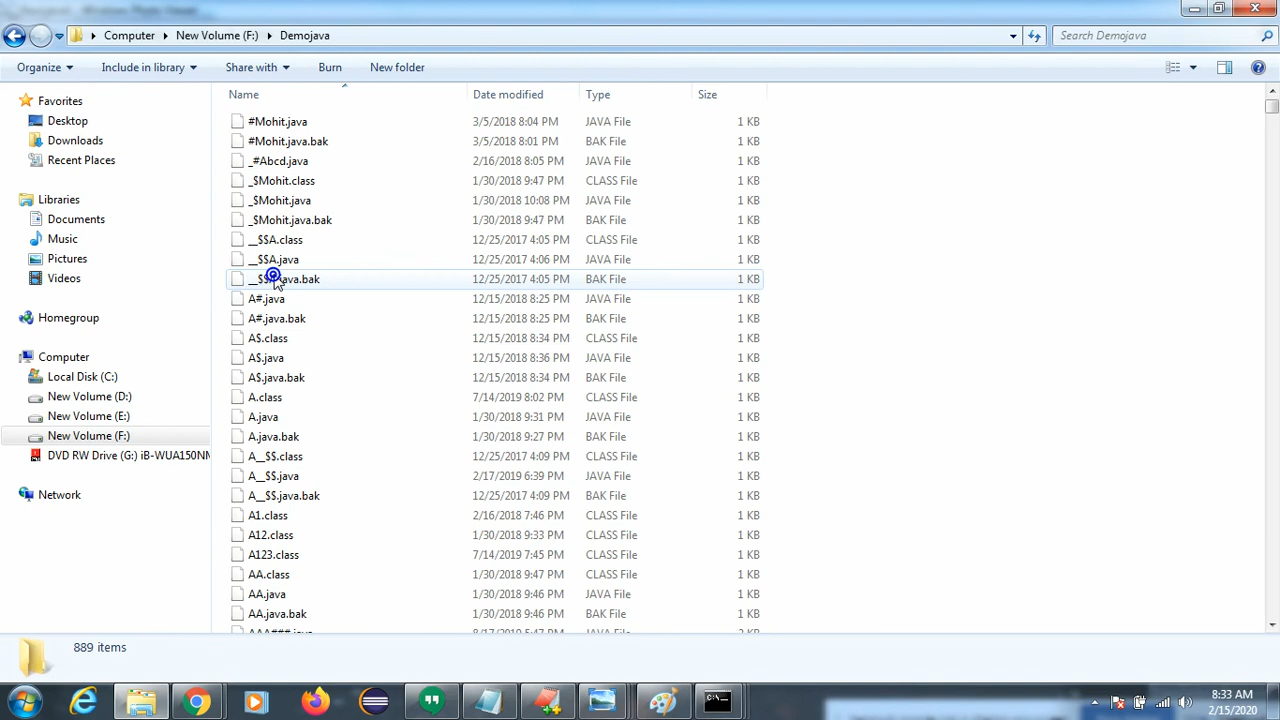 Computer New Volume (F:) Demojava
Search Demojava
Organize Include in library Share with Burn New folder
Name Date modified Type Size
Favorites
Desktop
Downloads
Recent Places
Libraries
Documents
Music
Pictures
Videos
Homegroup
Computer
Local Disk (C:)
New Volume (D:)
New Volume (E:)
New Volume (F:)
DVD RW Drive (G:) iB-WUA150NM
Network
#Mohit.java 3/5/2018 8:04 PM JAVA File 1 KB
#Mohit.java.bak 3/5/2018 8:01 PM BAK File 1 KB
_#Abcd.java 2/16/2018 8:05 PM JAVA File 1 KB
_$Mohit.class 1/30/2018 9:47 PM CLASS File 1 KB
_$Mohit.java 1/30/2018 10:08 PM JAVA File 1 KB
_$Mohit.java.bak 1/30/2018 9:47 PM BAK File 1 KB
__$$A.class 12/25/2017 4:05 PM CLASS File 1 KB
__$$A.java 12/25/2017 4:06 PM JAVA File 1 KB
12/25/2017 4:05 PM BAK File 1 KB
A#.java 12/15/2018 8:25 PM JAVA File 1 KB
A#.java.bak 12/15/2018 8:25 PM BAK File 1 KB
A$.class 12/15/2018 8:34 PM CLASS File 1 KB
A$.java 12/15/2018 8:36 PM JAVA File 1 KB
A$.java.bak 12/15/2018 8:34 PM BAK File 1 KB
A.class 7/14/2019 8:02 PM CLASS File 1 KB
A.java 1/30/2018 9:31 PM JAVA File 1 KB
A.java.bak 1/30/2018 9:27 PM BAK File 1 KB
A__$$.class 12/25/2017 4:09 PM CLASS File 1 KB
A__$$.java 2/17/2019 6:39 PM JAVA File 1 KB
A__$$.java.bak 12/25/2017 4:09 PM BAK File 1 KB
A1.class 2/16/2018 7:46 PM CLASS File 1 KB
A12.class 1/30/2018 9:33 PM CLASS File 1 KB
A123.class 7/14/2019 7:45 PM CLASS File 1 KB
AA.class 1/30/2018 9:47 PM CLASS File 1 KB
AA.java 1/30/2018 9:46 PM JAVA File 1 KB
AA.java.bak 1/30/2018 9:46 PM BAK File 1 KB
AAA###.java 8/17/2019 5:47 PM JAVA File 2 KB
889 items
8:33 AM
2/15/2020